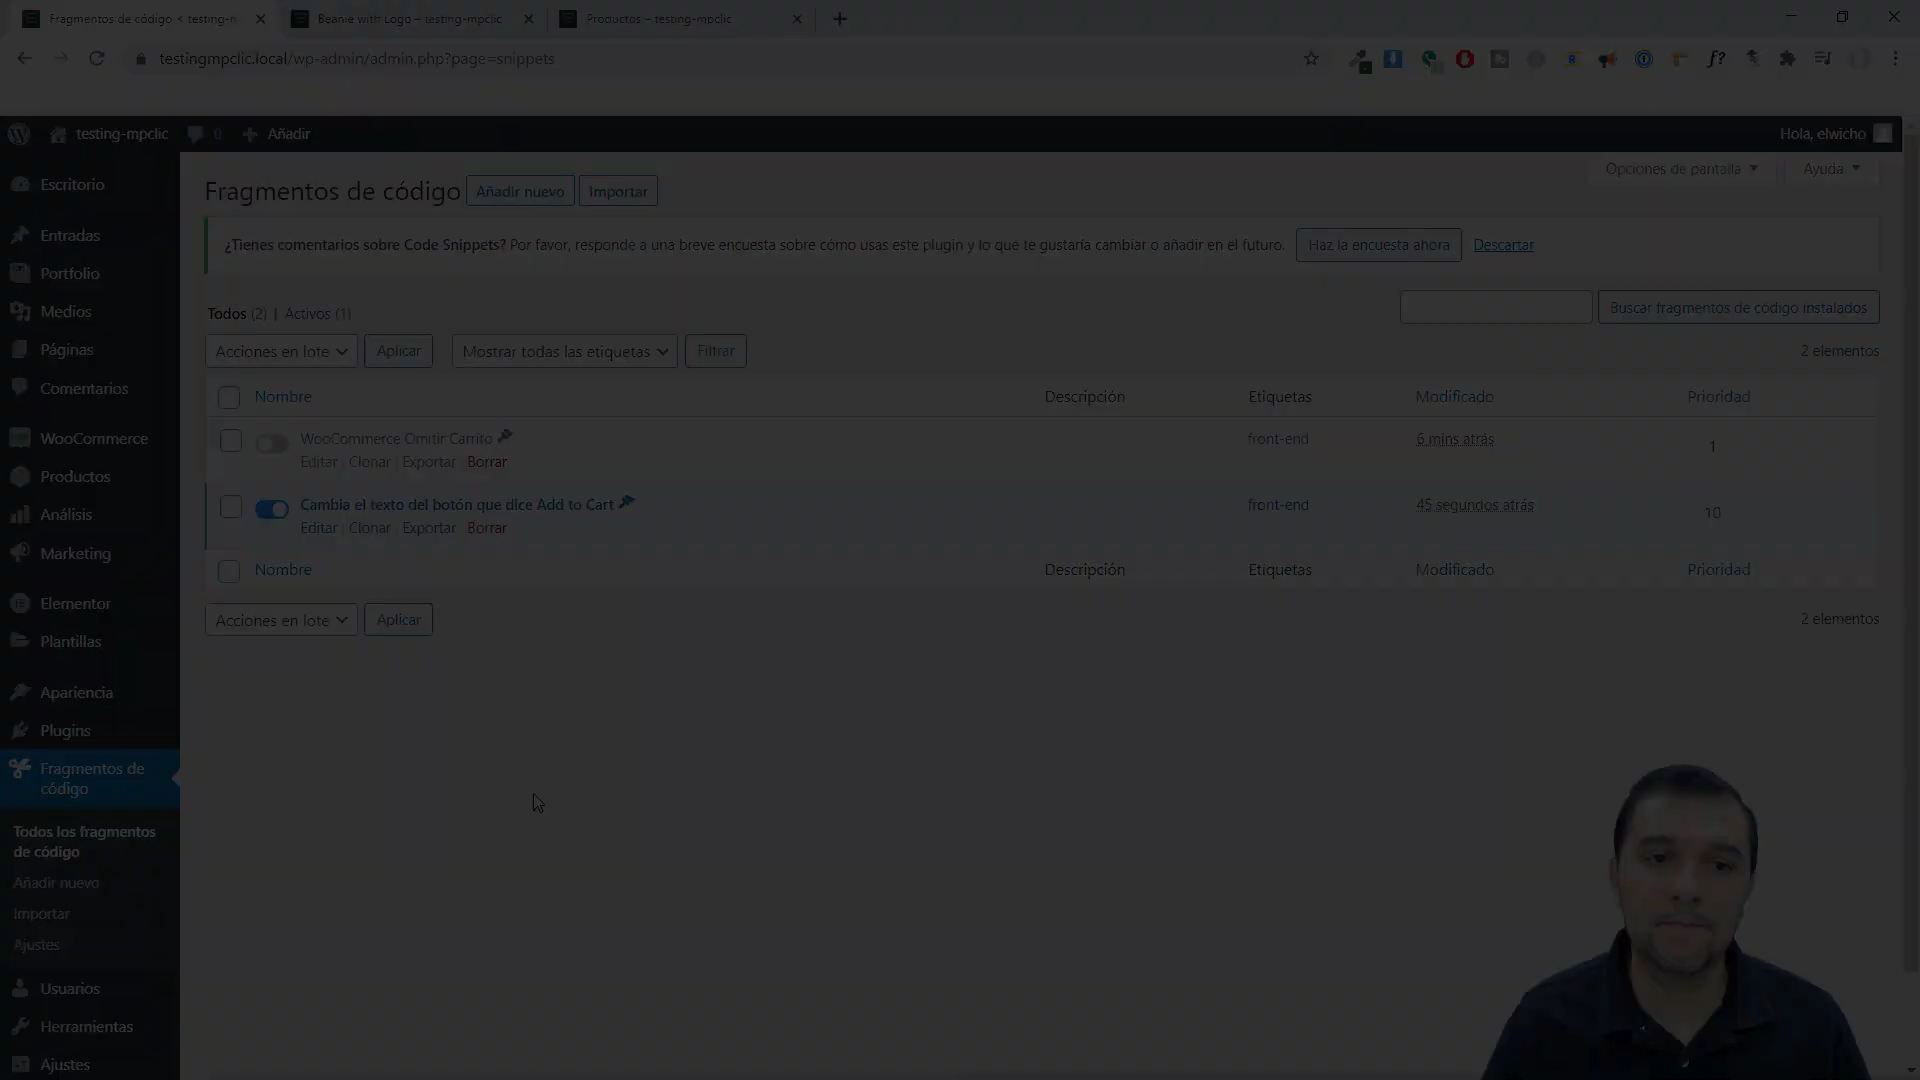 Fragmentos de código < testing-m
Beanie with Logo – testing-mpclic
Productos – testing-mpclic
testingmpclic.local/wp-admin/admin.php?page=snippets
testing-mpclic
0
Añadir
Hola, elwicho
Escritorio
Entradas
Portfolio
Medios
Páginas
Comentarios
WooCommerce
Productos
Análisis
Marketing
Elementor
Plantillas
Apariencia
Plugins
Fragmentos de
código
Todos los fragmentos
de código
Añadir nuevo
Importar
Ajustes
Usuarios
Herramientas
Ajustes
Opciones de pantalla
Ayuda
Fragmentos de código
Añadir nuevo
Importar
¿Tienes comentarios sobre Code Snippets? Por favor, responde a una breve encuesta sobre cómo usas este plugin y lo que te gustaría cambiar o añadir en el futuro.
Haz la encuesta ahora
Descartar
Todos (2) | Activos (1)
Buscar fragmentos de código instalados
Acciones en lote
Aplicar
Mostrar todas las etiquetas
Filtrar
2 elementos
Nombre
Descripción
Etiquetas
Modificado
Prioridad
WooCommerce Omitir Carrito
front-end
6 mins atrás
1
Editar | Clonar | Exportar Borrar
Cambia el texto del botón que dice Add to Cart
front-end
45 segundos atrás
10
Editar | Clonar | Exportar Borrar
Nombre
Descripción
Etiquetas
Modificado
Prioridad
Acciones en lote
Aplicar
2 elementos